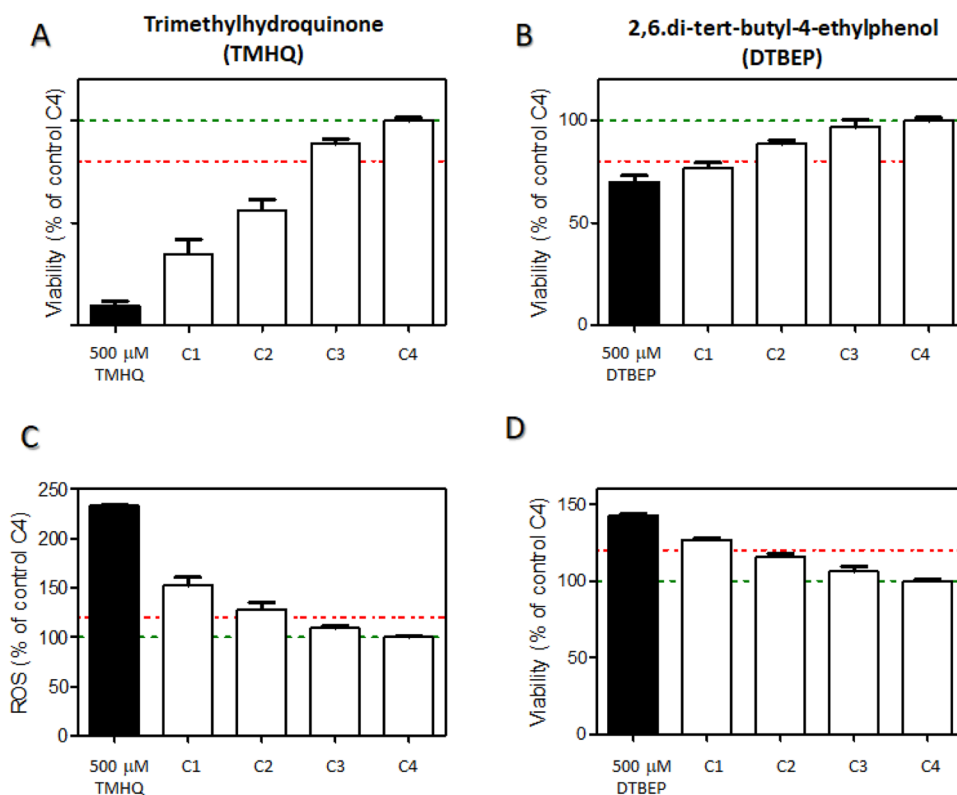 A
Trimethylhydroquinone
(TMHQ)
Viability (% of control C4)
500 μM
TMHQ
C1
C2
C3
C4
B
2,6.di-tert-butyl-4-ethylphenol
(DTBEP)
Viability (% of control C4)
100
50
0
500 μM
DTBEP
C1
C2
C3
C4
C
ROS (% of control C4)
250
200
150
100
50
0
500 μM
TMHQ
C1
C2
C3
C4
D
Viability (% of control C4)
150
100
50
0
500 μM
DTBEP
C1
C2
C3
C4